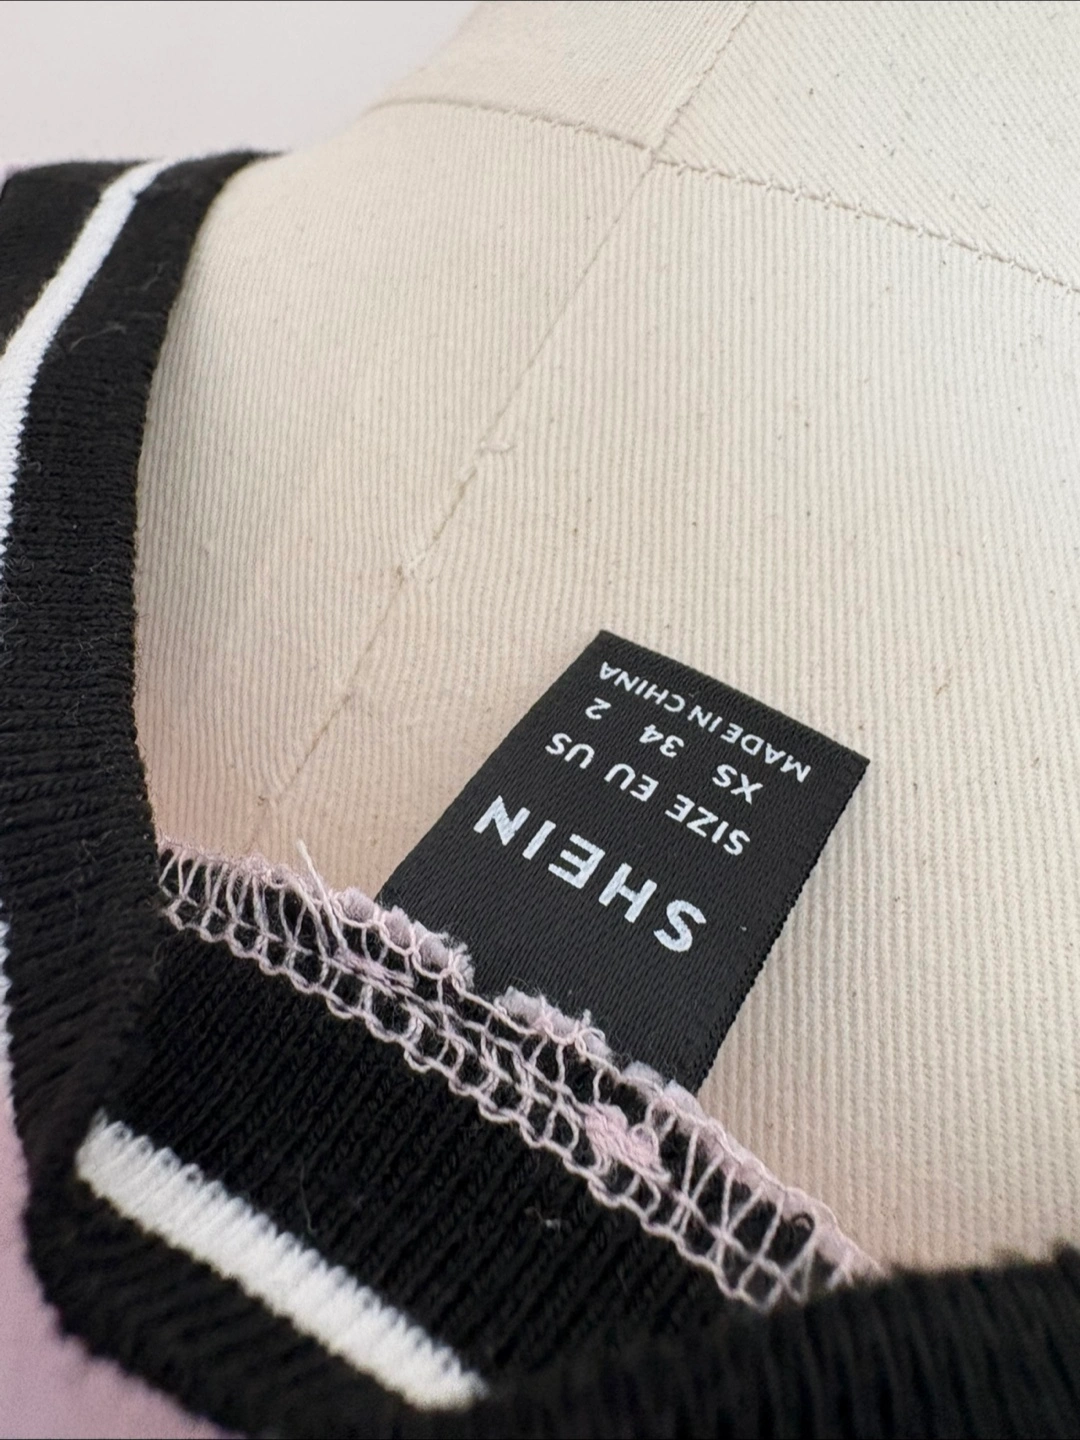 SHEIN
SIZE EU US
XS 34 2
MADE IN CHINA